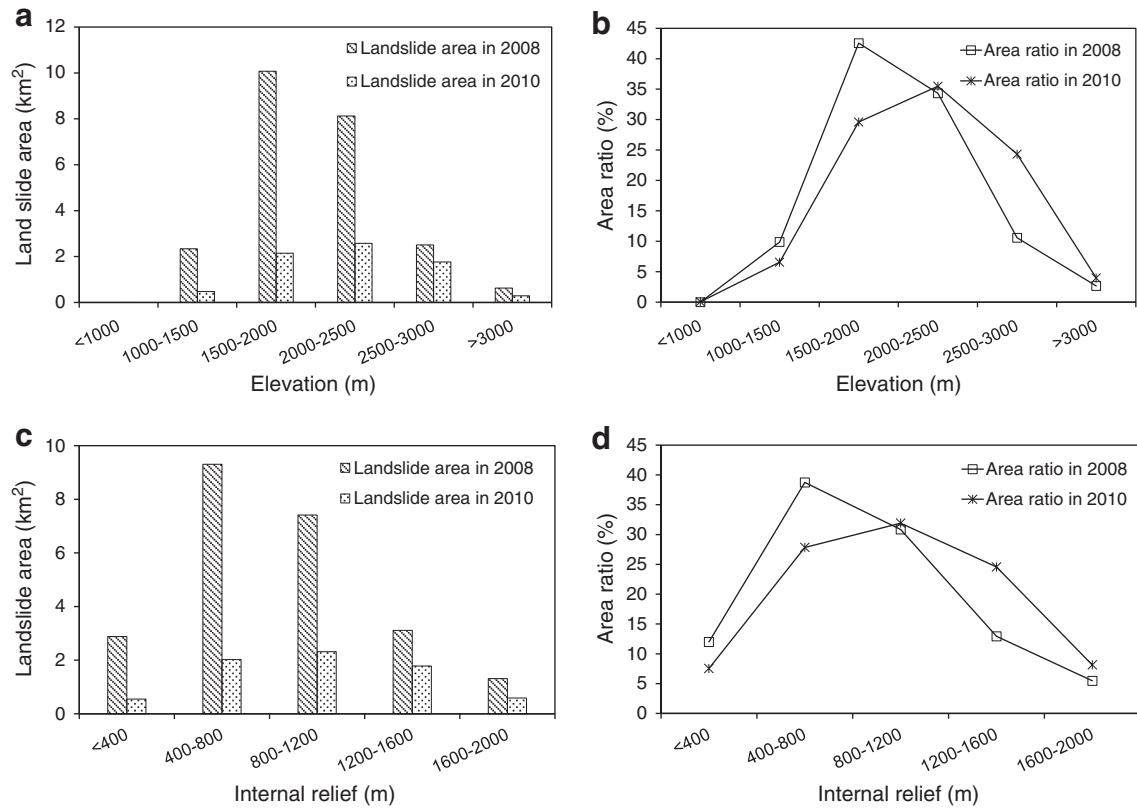 a
12
10
8
6
4
2
0
Land slide area (km²)
Landslide area in 2008
Landslide area in 2010
<1000
1000-1500
1500-2000
2000-2500
2500-3000
>3000
Elevation (m)
b
45
40
35
30
25
20
15
10
5
0
Area ratio (%)
Area ratio in 2008
Area ratio in 2010
<1000
1000-1500
1500-2000
2000-2500
2500-3000
>3000
Elevation (m)
c
10
8
6
4
2
0
Landslide area (km²)
Landslide area in 2008
Landslide area in 2010
<400
400-800
800-1200
1200-1600
1600-2000
Internal relief (m)
d
45
40
35
30
25
20
15
10
5
0
Area ratio (%)
Area ratio in 2008
Area ratio in 2010
<400
400-800
800-1200
1200-1600
1600-2000
Internal relief (m)